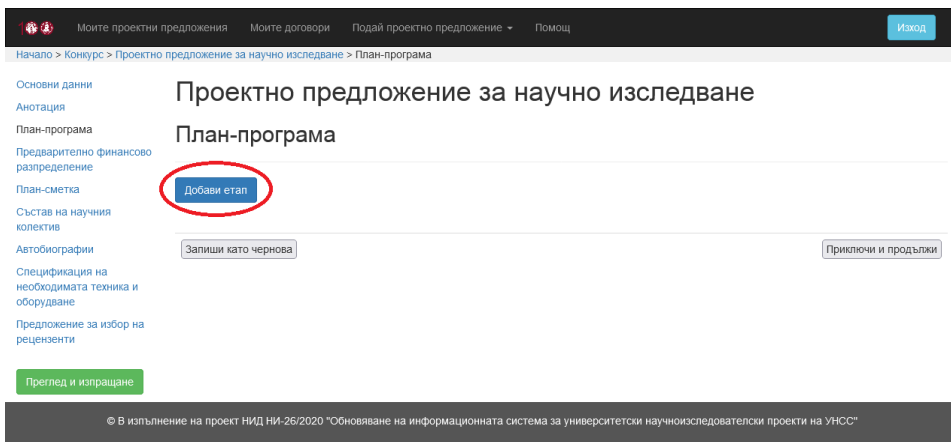 Моите проектни предложения Моите договори Подай проектно предложение Помощ Изход
Начало > Конкурс > Проектно предложение за научно изследване > План-програма
Основни данни
Анотация
План-програма
Предварително финансово
разпределение
План-сметка
Състав на научния
колектив
Автобиографии
Спецификация на
необходимата техника и
оборудване
Предложение за избор на
рецензенти
Преглед и изпращане
Проектно предложение за научно изследване
План-програма
Добави етап
Запиши като чернова Приключи и продължи
© В изпълнение на проект НИД НИ-26/2020 "Обновяване на информационната система за университетски научноизследователски проекти на УНСС"